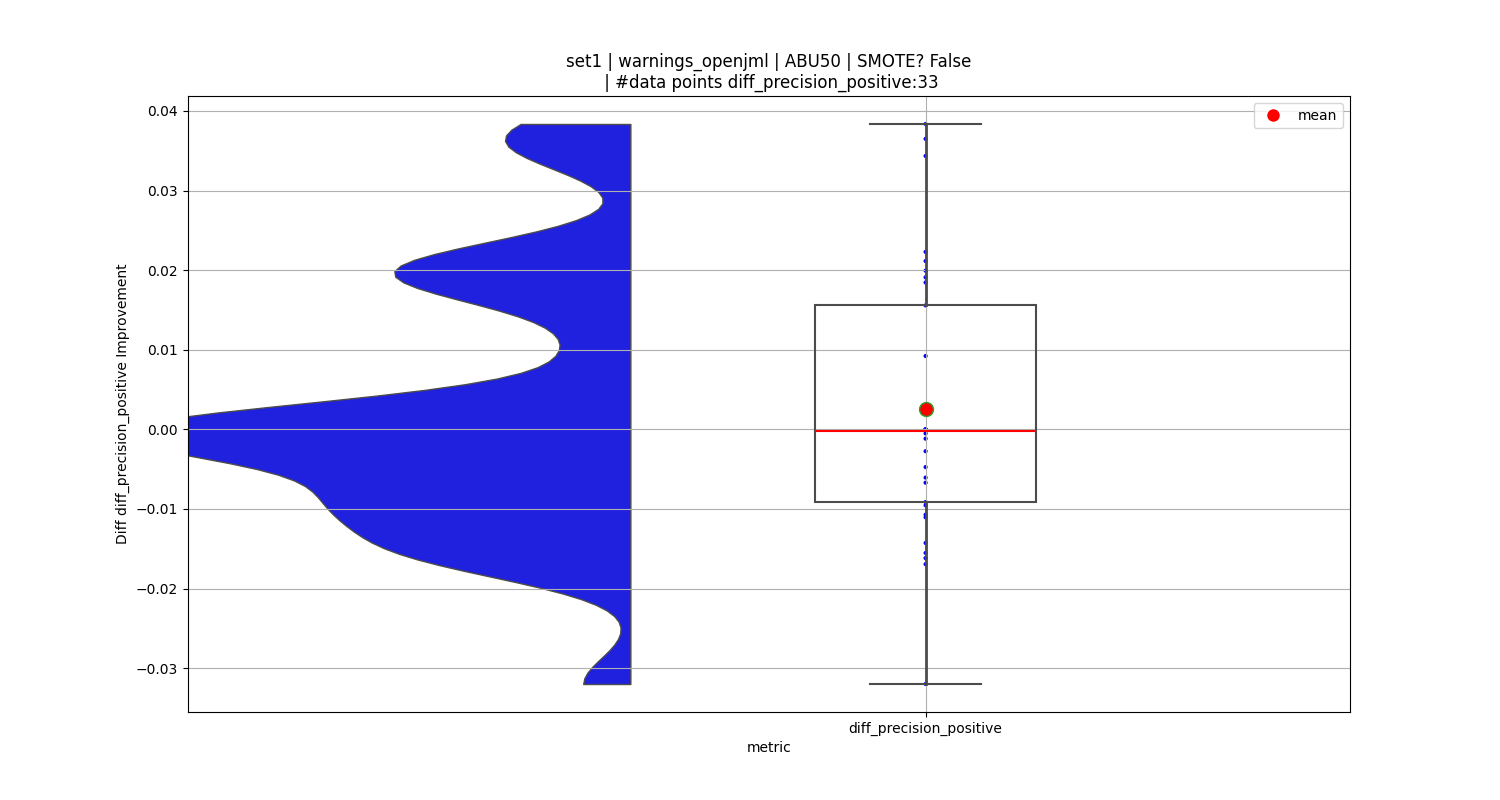 set1 | warnings_openjml | ABU50 | SMOTE? False
| #data points diff_precision_positive:33
mean
Diff diff_precision_positive Improvement
0.04
0.03
0.02
0.01
0.00
−0.01
−0.02
−0.03
diff_precision_positive
metric